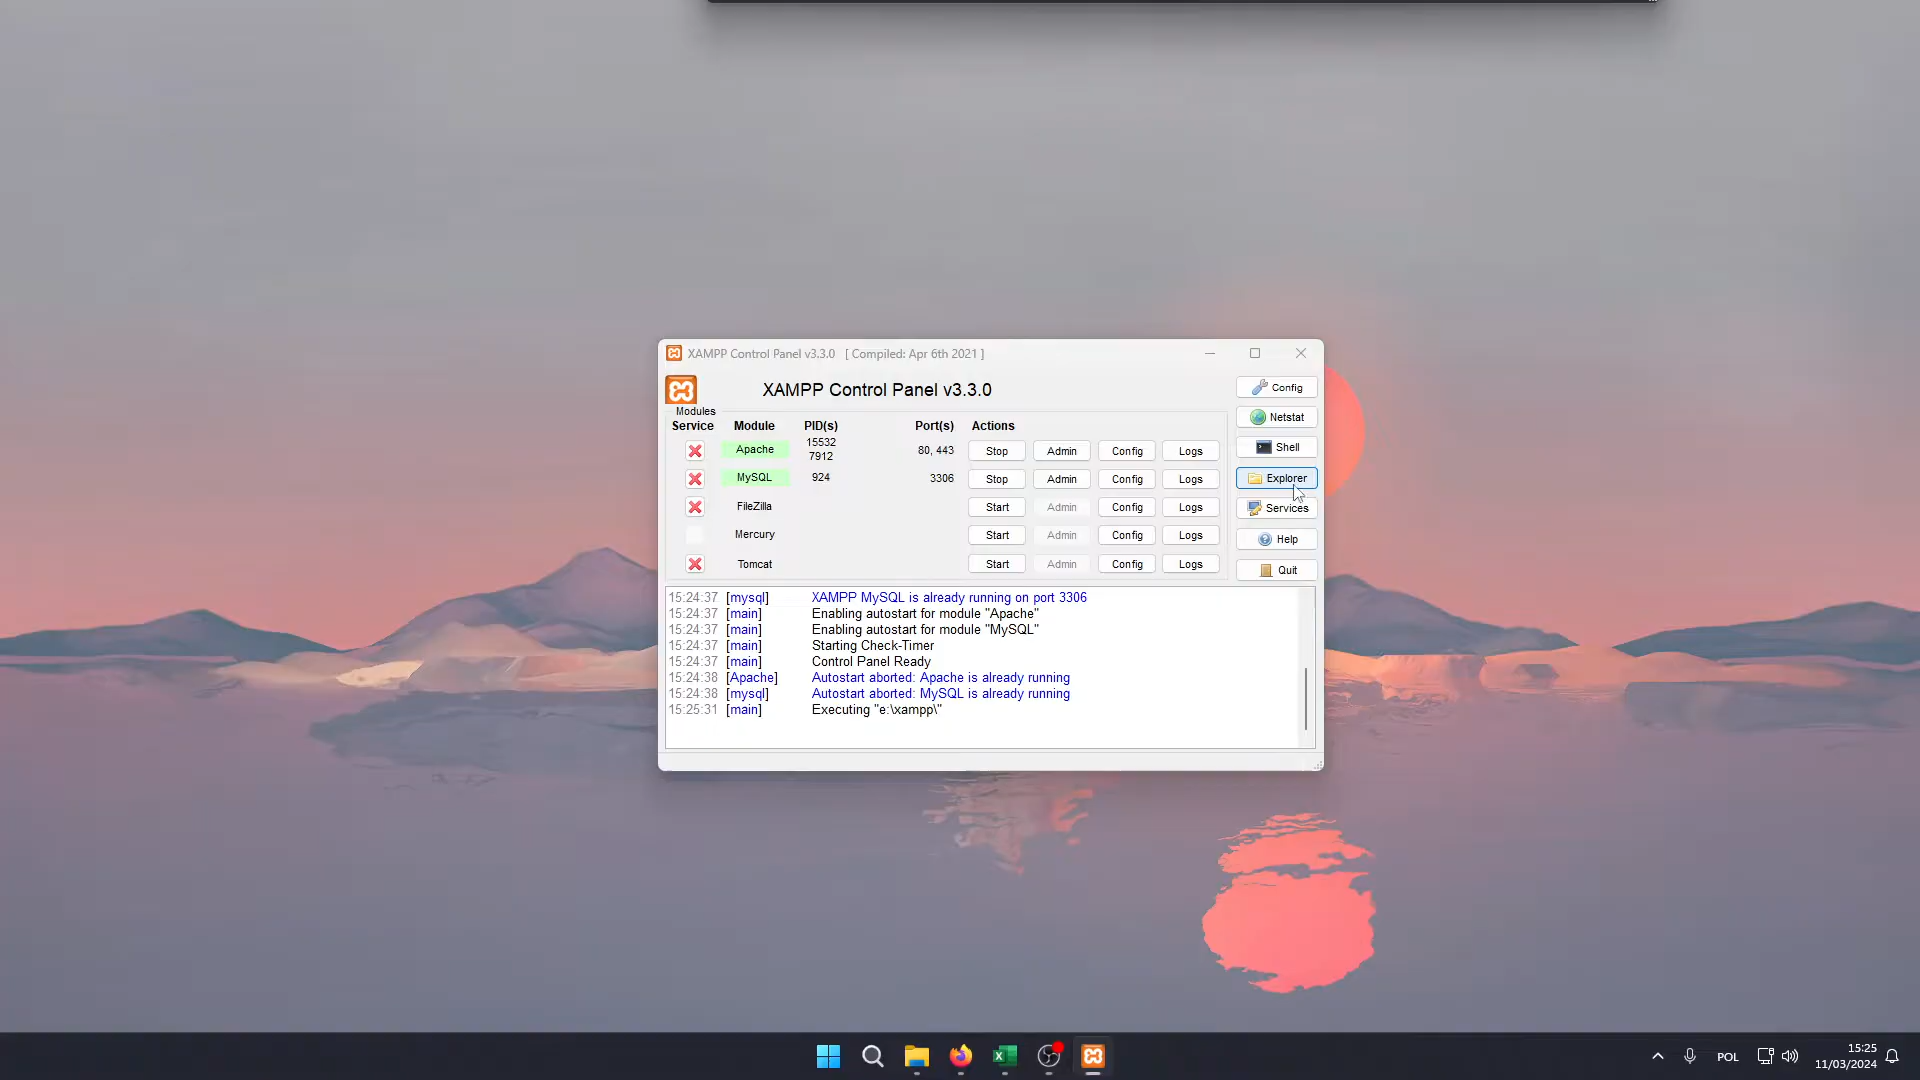 XAMPP Control Panel v3.3.0 [ Compiled: Apr 6th 2021 ]
XAMPP Control Panel v3.3.0
Config
Modules
Service Module PID(s) Port(s) Actions
Netstat
Apache 15532 7912 80, 443 Stop Admin Config Logs
Shell
MySQL 924 3306 Stop Admin Config Logs
Explorer
FileZilla Start Admin Config Logs
Services
Mercury Start Admin Config Logs
Help
Tomcat Start Admin Config Logs
Quit
15:24:37 [mysql] XAMPP MySQL is already running on port 3306
15:24:37 [main] Enabling autostart for module "Apache"
15:24:37 [main] Enabling autostart for module "MySQL"
15:24:37 [main] Starting Check-Timer
15:24:37 [main] Control Panel Ready
15:24:38 [Apache] Autostart aborted: Apache is already running
15:24:38 [mysql] Autostart aborted: MySQL is already running
15:25:31 [main] Executing "e:\xampp\"
POL
15:25
11/03/2024